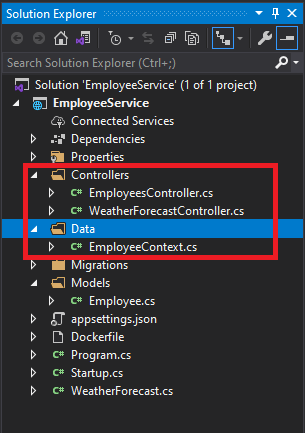 Solution Explorer
Search Solution Explorer (Ctrl+;)
Solution 'EmployeeService' (1 of 1 project)
EmployeeService
Connected Services
Dependencies
Properties
Controllers
C# EmployeesController.cs
C# WeatherForecastController.cs
Data
C# EmployeeContext.cs
Migrations
Models
C# Employee.cs
appsettings.json
Dockerfile
C# Program.cs
C# Startup.cs
C# WeatherForecast.cs